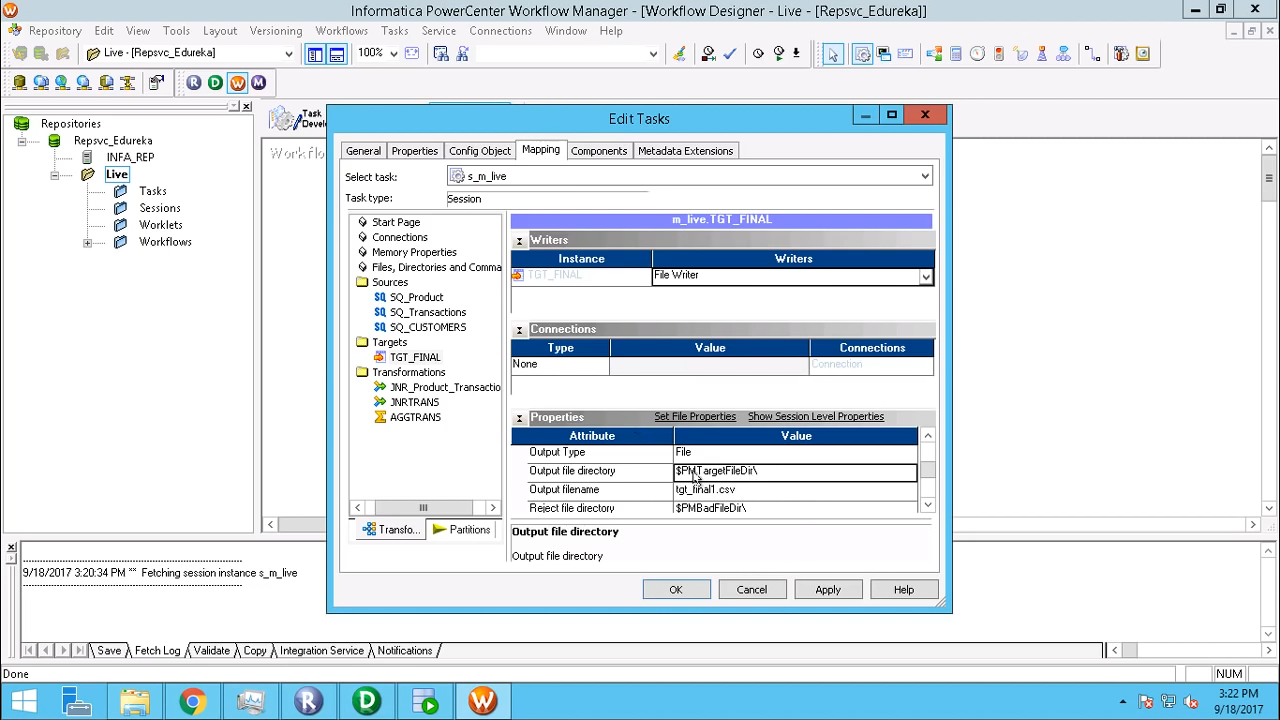 Informatica PowerCenter Workflow Manager - [Workflow Designer - Live - [Repsvc_Edureka]]
Repository Edit View Tools Layout Versioning Workflows Tasks Service Connections Window Help
Live - [Repsvc_Edureka] 100%
R D W M
Repositories
Repsvc_Edureka
INFA_REP
Live
Tasks
Sessions
Worklets
Workflows
Task
Develo
Workflo
Edit Tasks
General Properties Config Object Mapping Components Metadata Extensions
Select task: s_m_live
Task type: Session
Start Page
Connections
Memory Properties
Files, Directories and Comma
Sources
SQ_Product
SQ_Transactions
SQ_CUSTOMERS
Targets
TGT_FINAL
Transformations
JNR_Product_Transactio
JNRTRANS
AGGTRANS
Transfo... Partitions
m_live.TGT_FINAL
Writers
Instance Writers
TGT_FINAL File Writer
Connections
Type Value Connections
None Connection
Properties Set File Properties Show Session Level Properties
Attribute Value
Output Type File
Output file directory $PMTargetFileDir\
Output filename tgt_final1.csv
Reject file directory $PMBadFileDir\
Output file directory
Output file directory
OK Cancel Apply Help
9/18/2017 3:20:34 PM ** Fetching session instance s_m_live
Save Fetch Log Validate Copy Integration Service Notifications
Done NUM
R D W
3:22 PM
9/18/2017